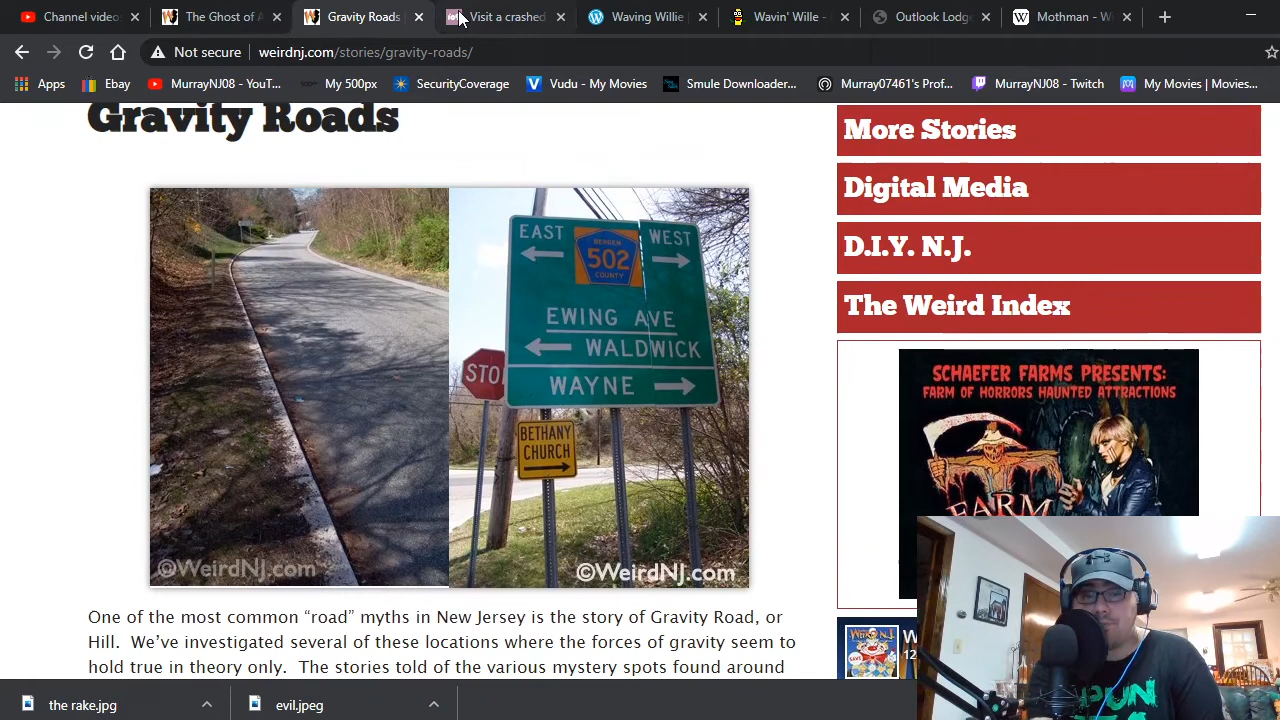 Channel video
The Ghost of A
Gravity Roads
Visit a crashed
Waving Willie
Wavin' Wille -
Outlook Lodge
Mothman - W
Not secure
weirdnj.com/stories/gravity-roads/
Apps
Ebay
MurrayNJ08 - YouT...
My 500px
SecurityCoverage
Vudu - My Movies
Smule Downloader...
Murray07461's Prof...
MurrayNJ08 - Twitch
My Movies | Movies...
Gravity Roads
EAST
WEST
BERGEN
502
COUNTY
EWING AVE
WALDWICK
WAYNE
STO
BETHANY
CHURCH
©WeirdNJ.com
©WeirdNJ.com
One of the most common “road” myths in New Jersey is the story of Gravity Road, or
Hill. We’ve investigated several of these locations where the forces of gravity seem to
hold true in theory only. The stories told of the various mystery spots found around
More Stories
Digital Media
D.I.Y. N.J.
The Weird Index
SCHAEFER FARMS PRESENTS:
FARM OF HORRORS HAUNTED ATTRACTIONS
FARM
the rake.jpg
evil.jpeg